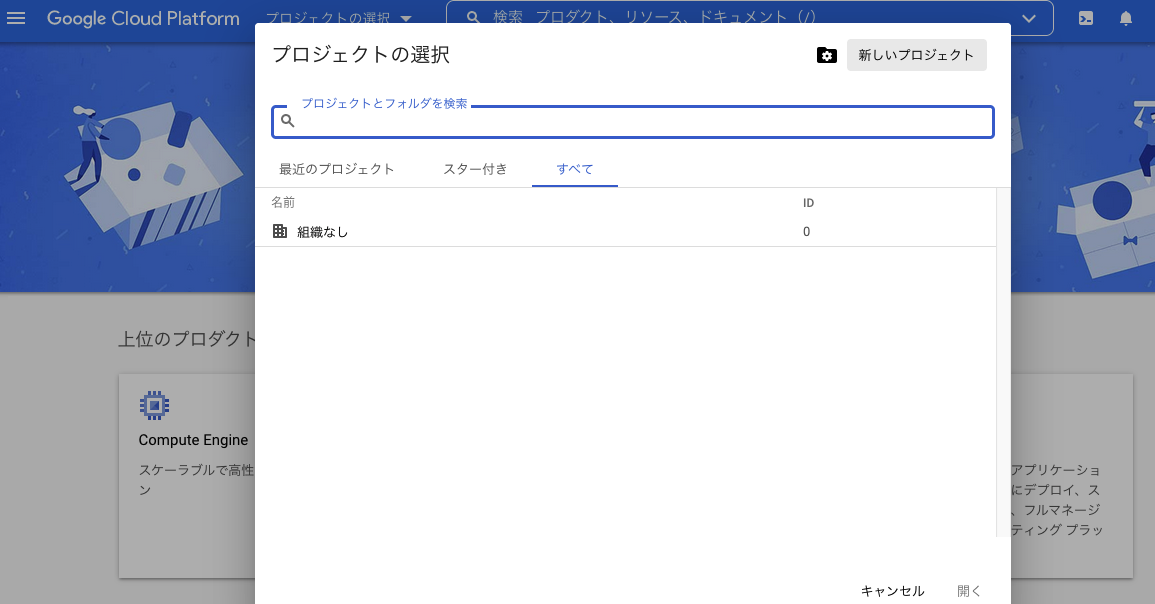 Google Cloud Platform
プロジェクトの選択
検索 プロダクト、リソース、ドキュメント（/）
プロジェクトの選択
新しいプロジェクト
プロジェクトとフォルダを検索
最近のプロジェクト
スター付き
すべて
名前
ID
組織なし
0
上位のプロダクト
Compute Engine
スケーラブルで高性
ン
アプリケーショ
にデプロイ、ス
、フルマネージ
ティング プラッ
キャンセル
開く